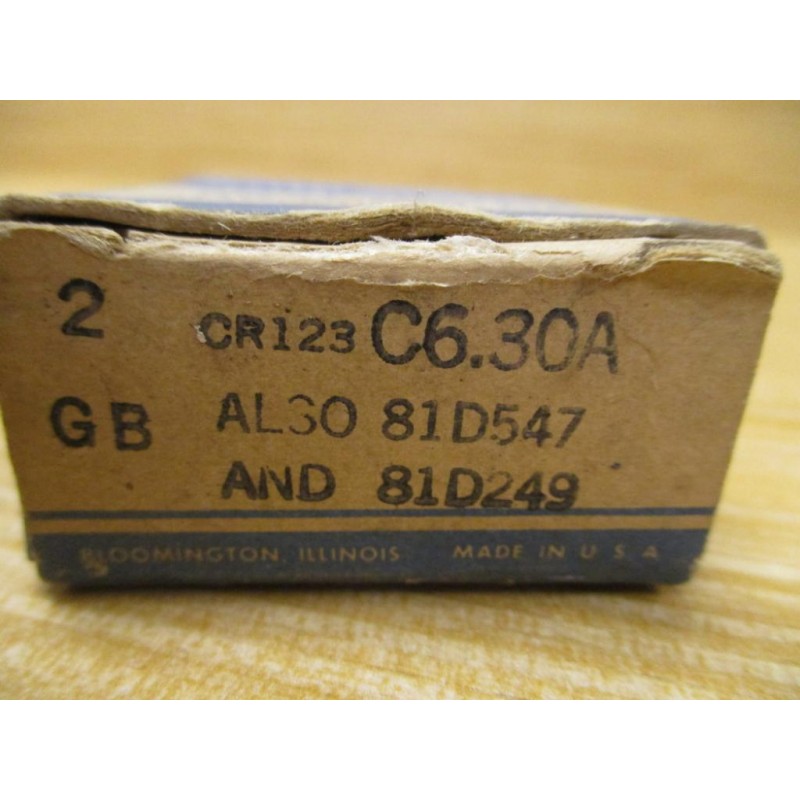 2 CR123 C6.30A
GB ALSO 81D547
AND 81D249
BLOOMINGTON, ILLINOIS MADE IN U.S.A